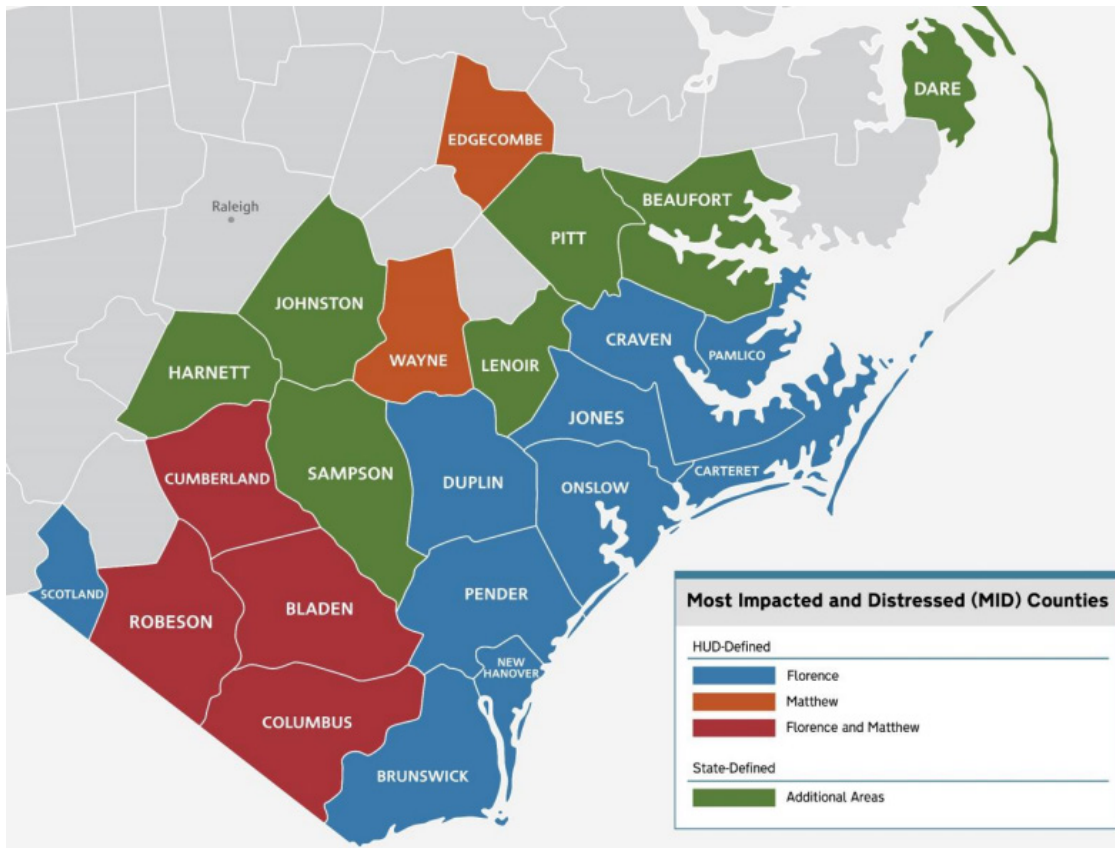 DARE
EDGECOMBE
BEAUFORT
Raleigh
PITT
JOHNSTON
CRAVEN
PAMLICO
WAYNE
LENOIR
HARNETT
JONES
CARTERET
SAMPSON
CUMBERLAND
DUPLIN
ONSLOW
SCOTLAND
PENDER
BLADEN
ROBESON
NEW
HANOVER
COLUMBUS
BRUNSWICK
Most Impacted and Distressed (MID) Counties
HUD-Defined
Florence
Matthew
Florence and Matthew
State-Defined
Additional Areas